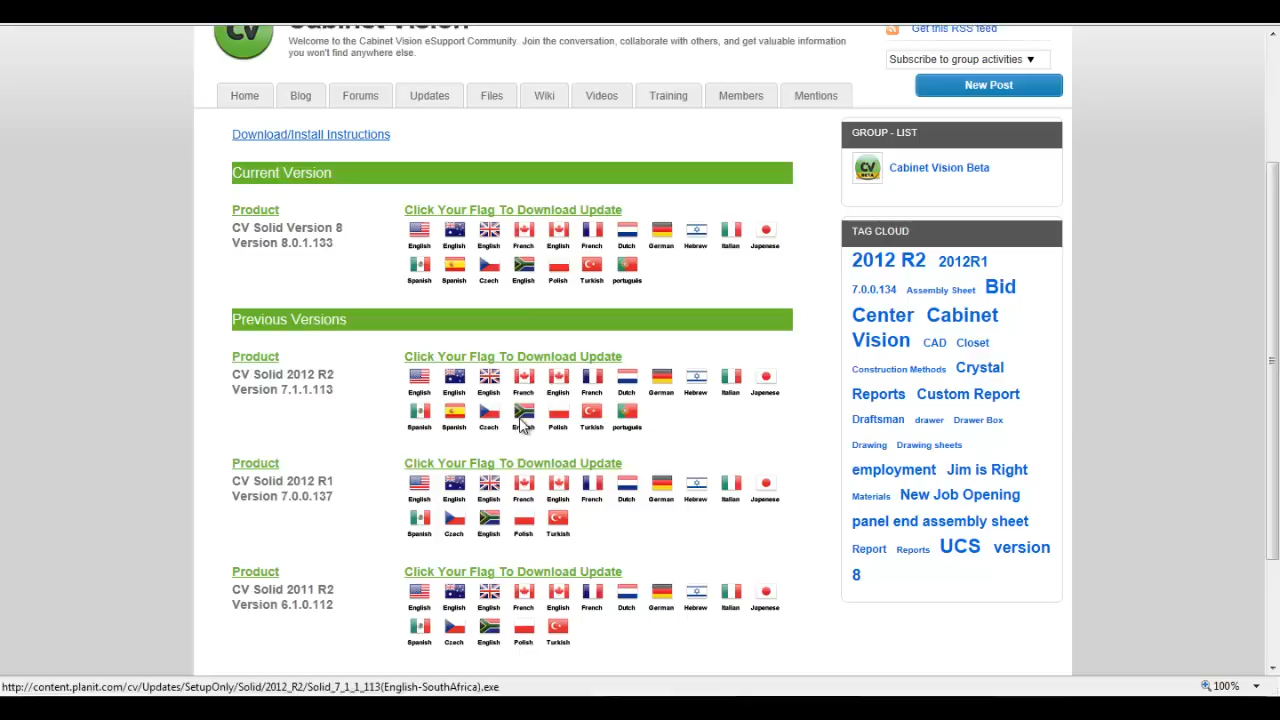 CV
Cabinet Vision
Welcome to the Cabinet Vision eSupport Community. Join the conversation, collaborate with others, and get valuable information
you won't find anywhere else.
Get this RSS feed
Subscribe to group activities ▼
New Post
Home Blog Forums Updates Files Wiki Videos Training Members Mentions
Download/Install Instructions
Current Version
Product Click Your Flag To Download Update
CV Solid Version 8
Version 8.0.1.133
English English English French English French Dutch German Hebrew Italian Japenese
Spanish Spanish Czech English Polish Turkish português
Previous Versions
Product Click Your Flag To Download Update
CV Solid 2012 R2
Version 7.1.1.113
English English English French English French Dutch German Hebrew Italian Japenese
Spanish Spanish Czech English Polish Turkish português
Product Click Your Flag To Download Update
CV Solid 2012 R1
Version 7.0.0.137
English English English French English French Dutch German Hebrew Italian Japenese
Spanish Czech English Polish Turkish
Product Click Your Flag To Download Update
CV Solid 2011 R2
Version 6.1.0.112
English English English French English French Dutch German Hebrew Italian Japenese
Spanish Czech English Polish Turkish
GROUP - LIST
CV BETA
Cabinet Vision Beta
TAG CLOUD
2012 R2 2012R1
7.0.0.134 Assembly Sheet Bid
Center Cabinet
Vision CAD Closet
Construction Methods Crystal
Reports Custom Report
Draftsman drawer Drawer Box
Drawing Drawing sheets
employment Jim is Right
Materials New Job Opening
panel end assembly sheet
Report Reports UCS version
8
http://content.planit.com/cv/Updates/SetupOnly/Solid/2012_R2/Solid_7_1_1_113(English-SouthAfrica).exe
100%